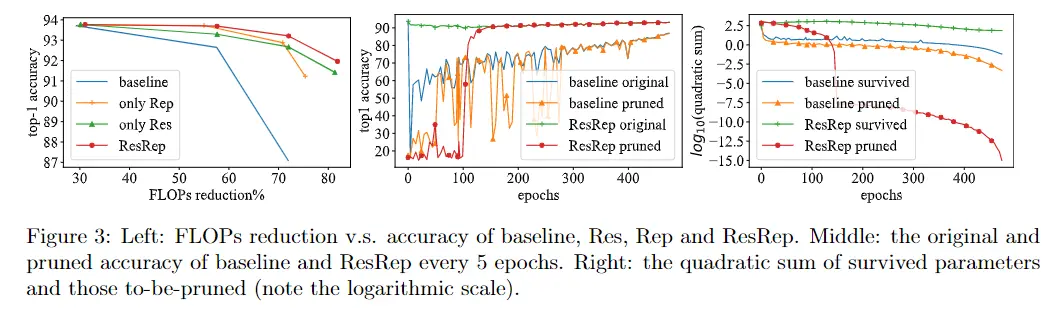 94
93
92
91
90
89
88
87
top-1 accuracy
baseline
only Rep
only Res
ResRep
30
40
50
60
70
80
FLOPs reduction%
90
80
70
60
50
40
30
20
top1 accuracy
baseline original
baseline pruned
ResRep original
ResRep pruned
0
100
200
300
400
epochs
2.5
0.0
−2.5
−5.0
−7.5
−10.0
−12.5
−15.0
log10(quadratic sum)
baseline survived
baseline pruned
ResRep survived
ResRep pruned
0
100
200
300
400
epochs
Figure 3: Left: FLOPs reduction v.s. accuracy of baseline, Res, Rep and ResRep. Middle: the original and
pruned accuracy of baseline and ResRep every 5 epochs. Right: the quadratic sum of survived parameters
and those to-be-pruned (note the logarithmic scale).